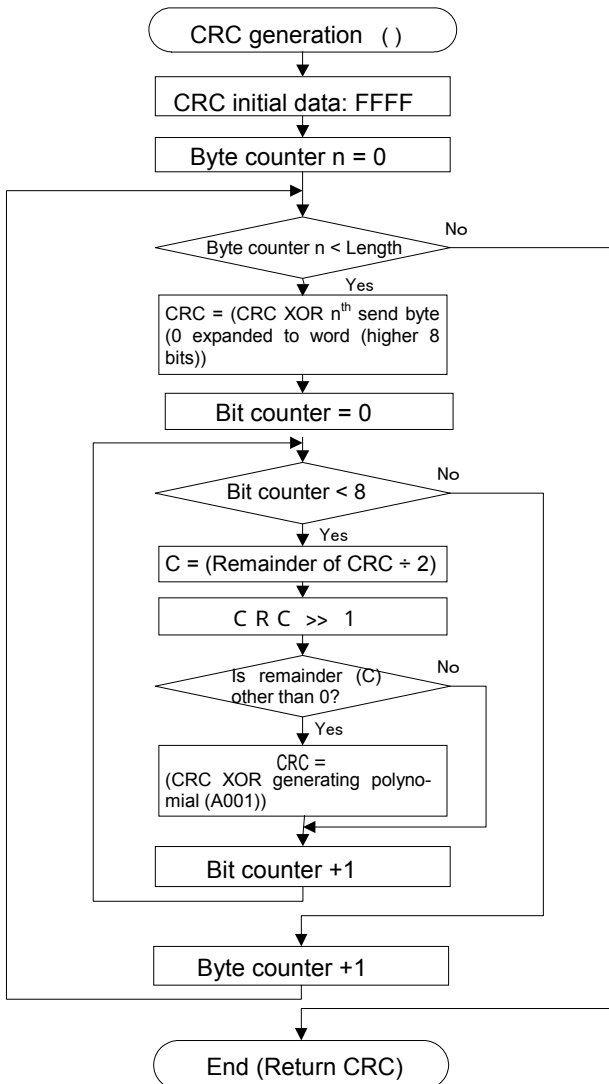 CRC generation ( )
CRC initial data: FFFF
Byte counter n = 0
No
Byte counter n < Length
Yes
CRC = (CRC XOR nth send byte
(0 expanded to word (higher 8
bits))
Bit counter = 0
No
Bit counter < 8
Yes
C = (Remainder of CRC ÷ 2)
C R C >> 1
No
Is remainder (C)
other than 0?
Yes
CRC =
(CRC XOR generating polyno-
mial (A001))
Bit counter +1
Byte counter +1
End (Return CRC)